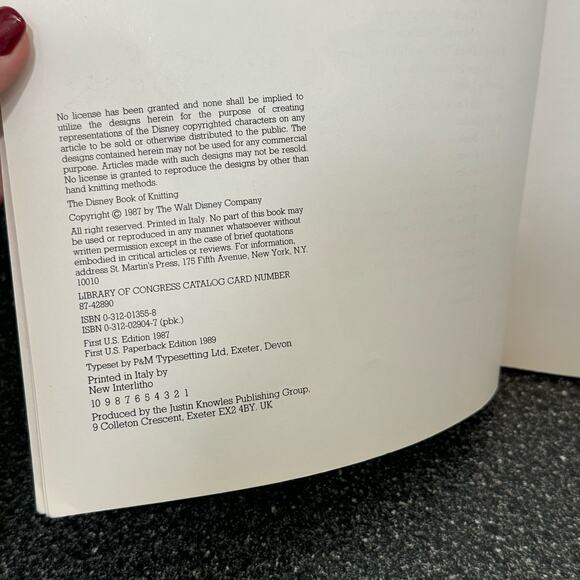 No license has been granted and none shall be implied to
utilize the designs herein for the purpose of creating
representations of the Disney copyrighted characters on any
article to be sold or otherwise distributed to the public. The
designs contained herein may not be used for any commercial
purpose. Articles made with such designs may not be resold.
No license is granted to reproduce the designs by other than
hand knitting methods.
The Disney Book of Knitting
Copyright © 1987 by The Walt Disney Company
All right reserved. Printed in Italy. No part of this book may
be used or reproduced in any manner whatsoever without
written permission except in the case of brief quotations
embodied in critical articles or reviews. For information,
address St. Martin's Press, 175 Fifth Avenue, New York, N.Y.
10010
LIBRARY OF CONGRESS CATALOG CARD NUMBER
87-42890
ISBN 0-312-01355-8
ISBN 0-312-02904-7 (pbk.)
First U.S. Edition 1987
First U.S. Paperback Edition 1989
Typeset by P&M Typesetting Ltd, Exeter, Devon
Printed in Italy by
New Interlitho
10 9 8 7 6 5 4 3 2 1
Produced by the Justin Knowles Publishing Group,
9 Colleton Crescent, Exeter EX2 4BY. UK